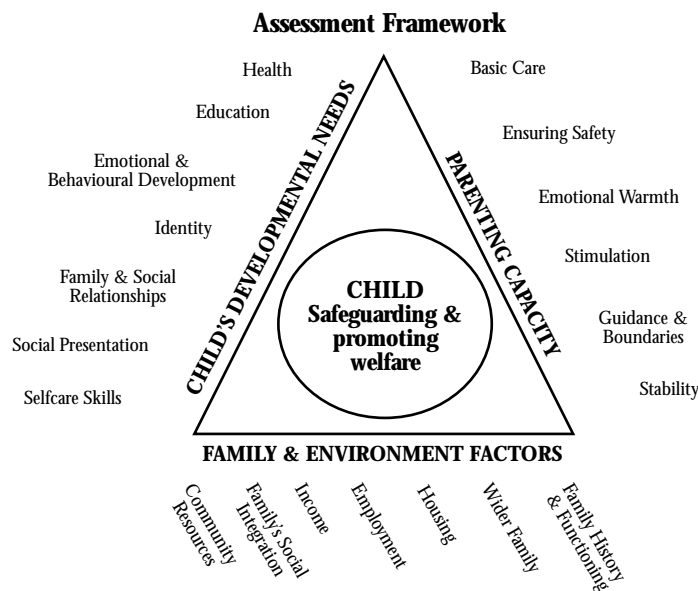 Assessment Framework
Health
Education
Emotional &
Behavioural Development
Identity
Family & Social
Relationships
Social Presentation
Selfcare Skills
CHILD'S DEVELOPMENTAL NEEDS
Basic Care
Ensuring Safety
Emotional Warmth
Stimulation
Guidance &
Boundaries
Stability
PARENTING CAPACITY
CHILD
Safeguarding &
promoting
welfare
FAMILY & ENVIRONMENT FACTORS
Community
Resources
Family's Social
Integration
Income
Employment
Housing
Wider Family
Family History
& Functioning